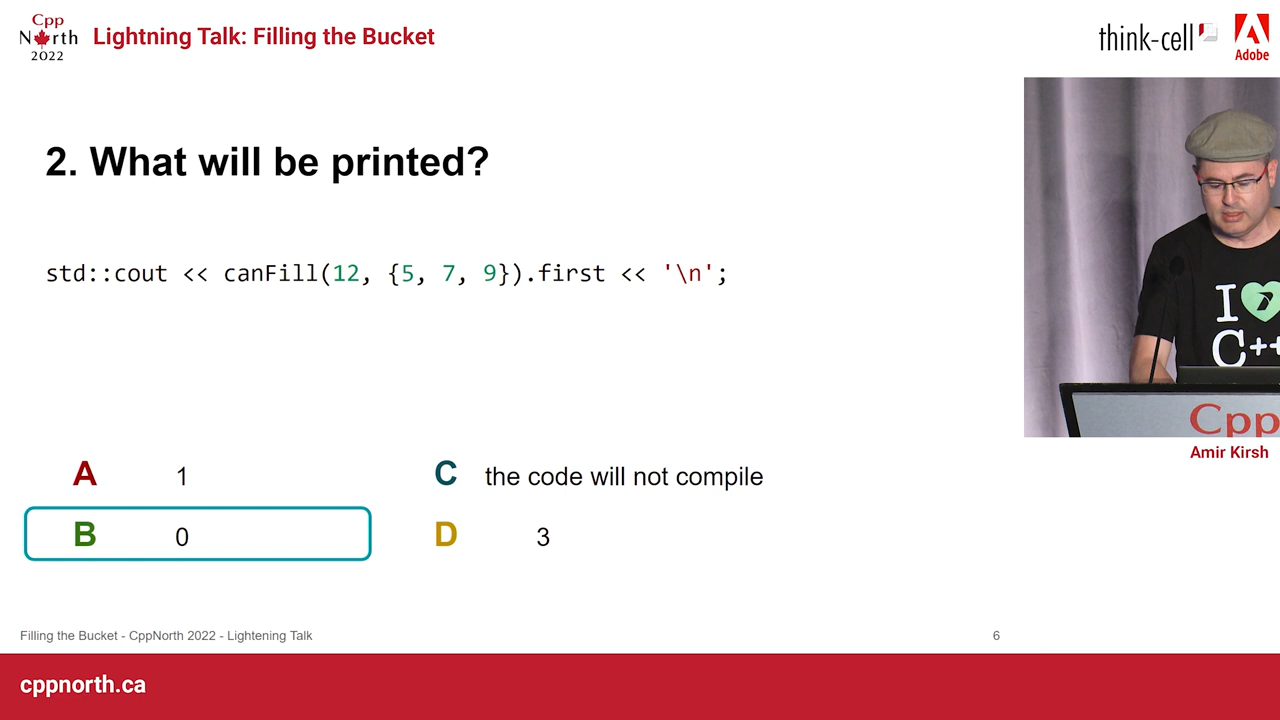 Cpp
North
2022
Lightning Talk: Filling the Bucket
think-cell
Adobe
2. What will be printed?
std::cout << canFill(12, {5, 7, 9}).first << '\n';
I
C++
Cpp
Amir Kirsh
A 1
C the code will not compile
B 0
D 3
Filling the Bucket - CppNorth 2022 - Lightening Talk
6
cppnorth.ca